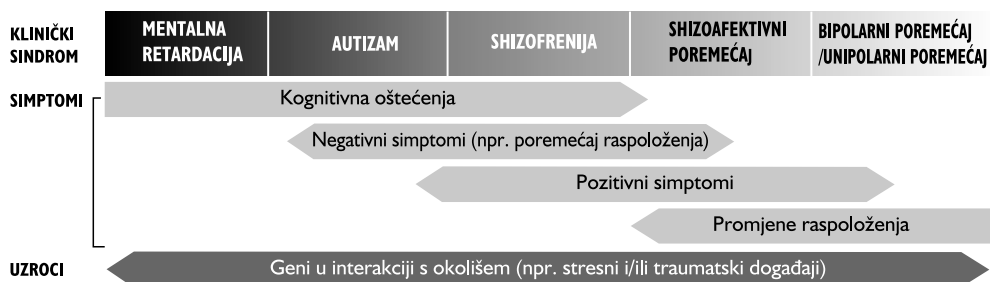 KLINIČKI
SINDROM
MENTALNA
RETARDACIJA
AUTIZAM
SHIZOFRENIJA
SHIZOAFEKTIVNI
POREMEĆAJ
BIPOLARNI POREMEĆAJ
/UNIPOLARNI POREMEĆAJ
SIMPTOMI
Kognitivna oštećenja
Negativni simptomi (npr. poremećaj raspoloženja)
Pozitivni simptomi
Promjene raspoloženja
UZROCI
Geni u interakciji s okolišem (npr. stresni i/ili traumatski događaji)